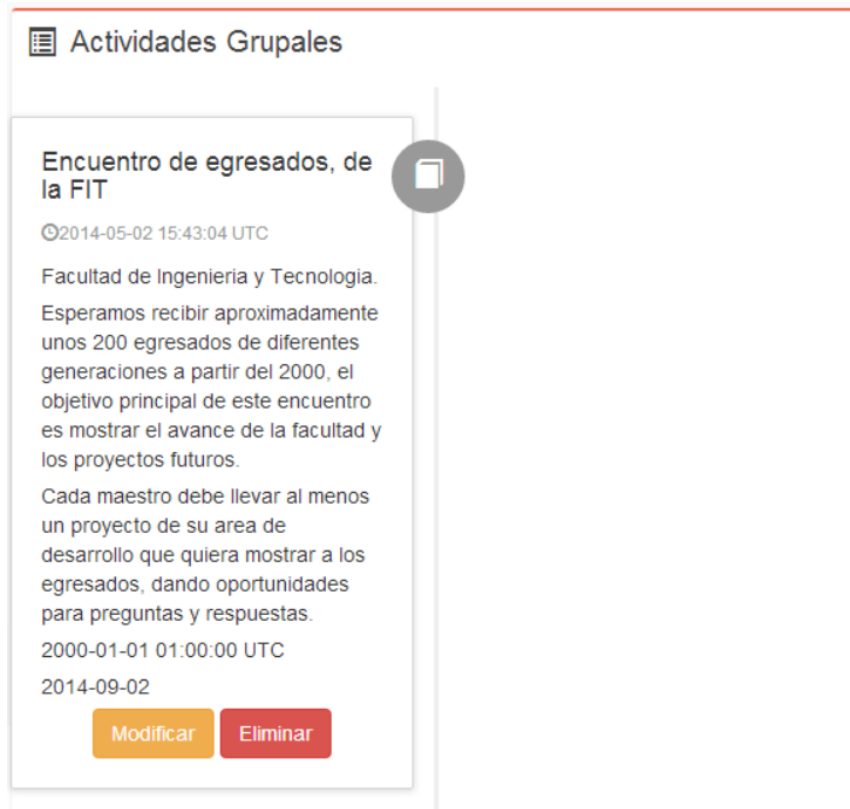 Actividades Grupales
Encuentro de egresados, de
la FIT
2014-05-02 15:43:04 UTC
Facultad de Ingenieria y Tecnologia.
Esperamos recibir aproximadamente
unos 200 egresados de diferentes
generaciones a partir del 2000, el
objetivo principal de este encuentro
es mostrar el avance de la facultad y
los proyectos futuros.
Cada maestro debe llevar al menos
un proyecto de su area de
desarrollo que quiera mostrar a los
egresados, dando oportunidades
para preguntas y respuestas.
2000-01-01 01:00:00 UTC
2014-09-02
Modificar Eliminar